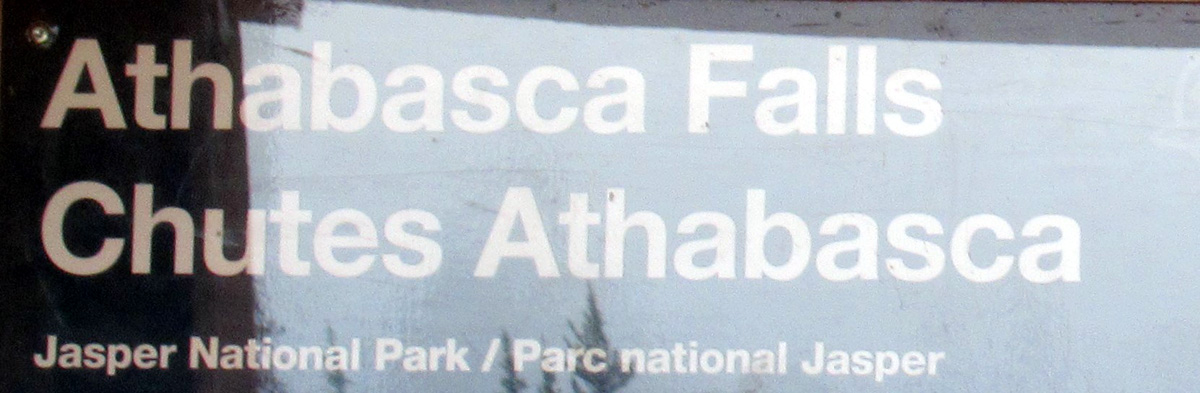 Athabasca Falls
Chutes Athabasca
Jasper National Park / Parc national Jasper